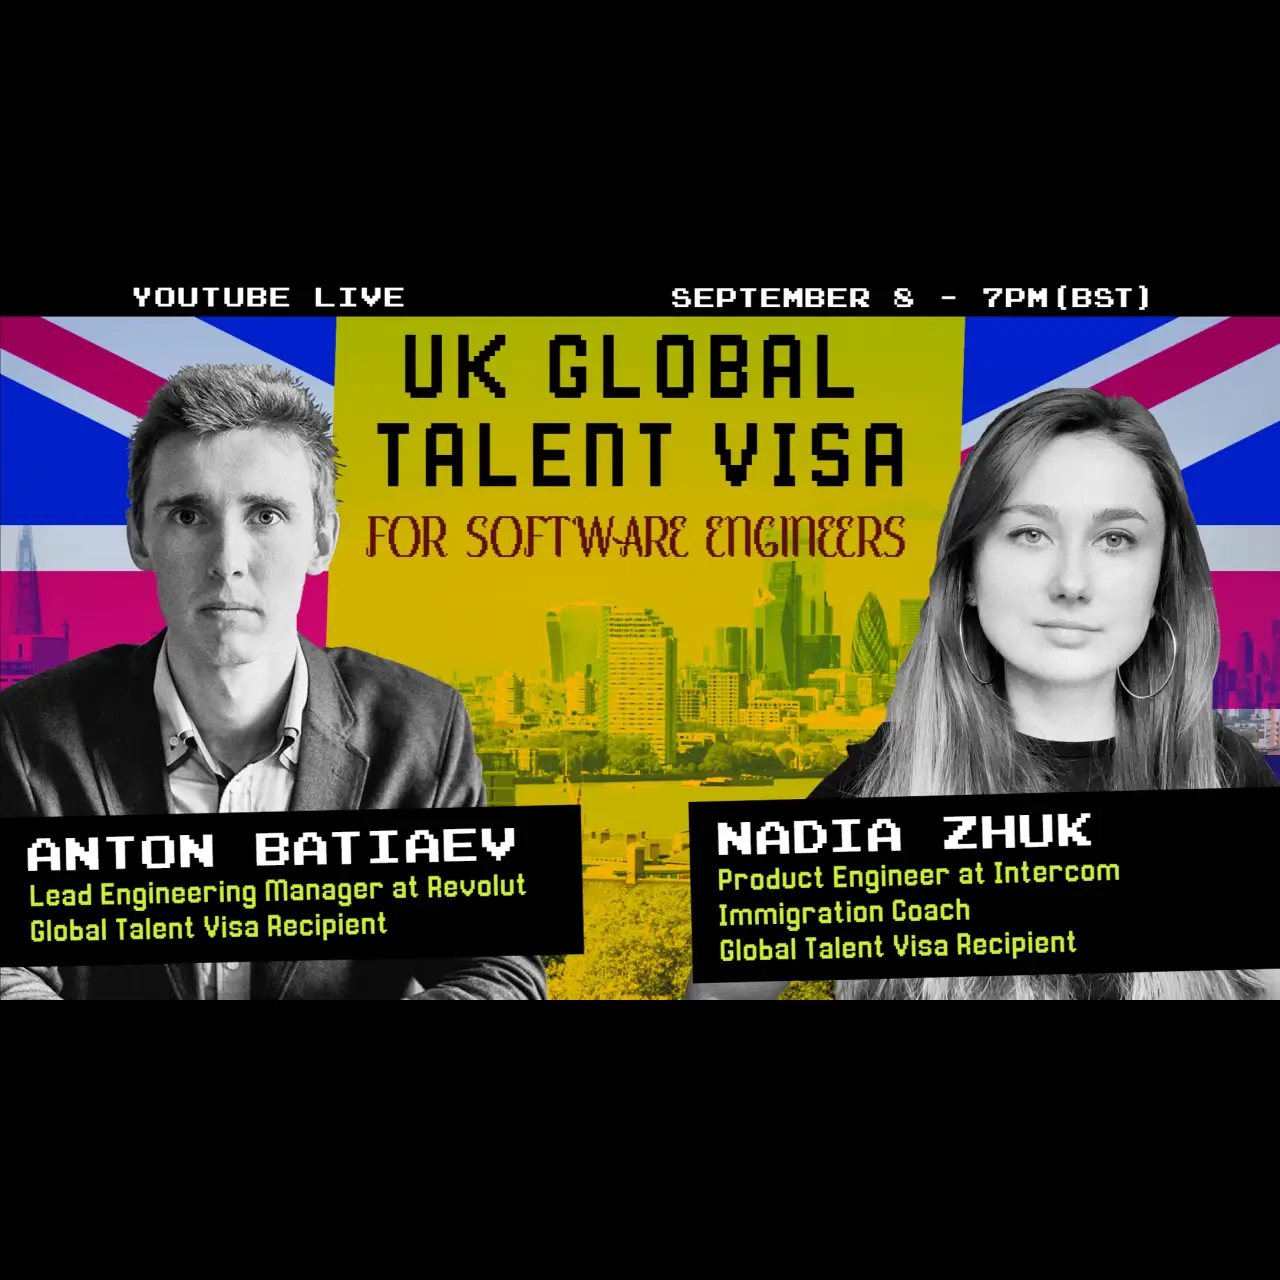 YOUTUBE LIVE
SEPTEMBER 8 - 7PM(BST)
UK GLOBAL
TALENT VISA
FOR SOFTWARE ENGINEERS
ANTON BATIAEV
Lead Engineering Manager at Revolut
Global Talent Visa Recipient
NADIA ZHUK
Product Engineer at Intercom
Immigration Coach
Global Talent Visa Recipient